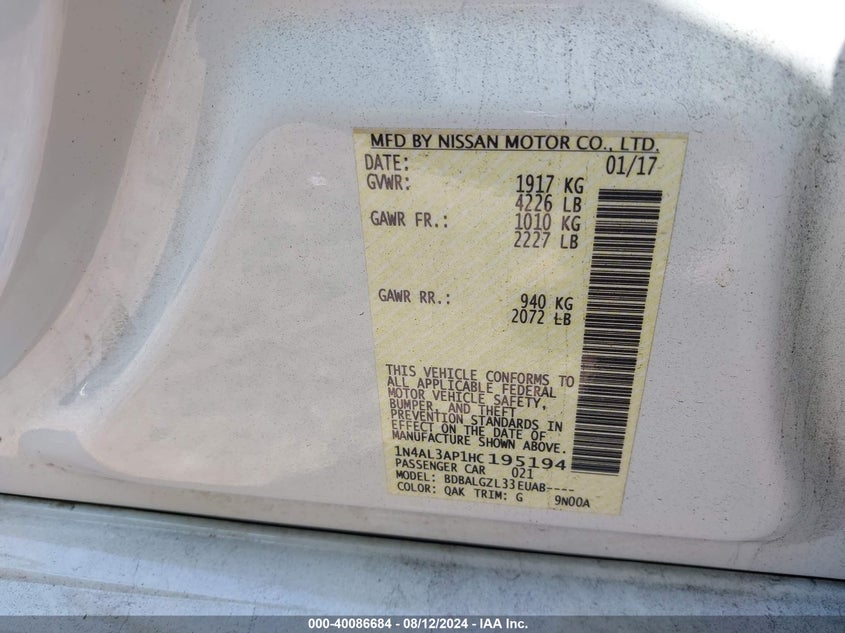 MFD BY NISSAN MOTOR CO., LTD.
DATE: 01/17
GVWR: 1917 KG
4226 LB
GAWR FR.: 1010 KG
2227 LB
GAWR RR.: 940 KG
2072 LB
THIS VEHICLE CONFORMS TO
ALL APPLICABLE FEDERAL
MOTOR VEHICLE SAFETY,
BUMPER, AND THEFT
PREVENTION STANDARDS IN
EFFECT ON THE DATE OF
MANUFACTURE SHOWN ABOVE.
1N4AL3AP1HC195194
PASSENGER CAR 021
MODEL: BDBALGZL33EUAB----
COLOR: QAK TRIM: G 9N00A
000-40086684 - 08/12/2024 - IAA Inc.